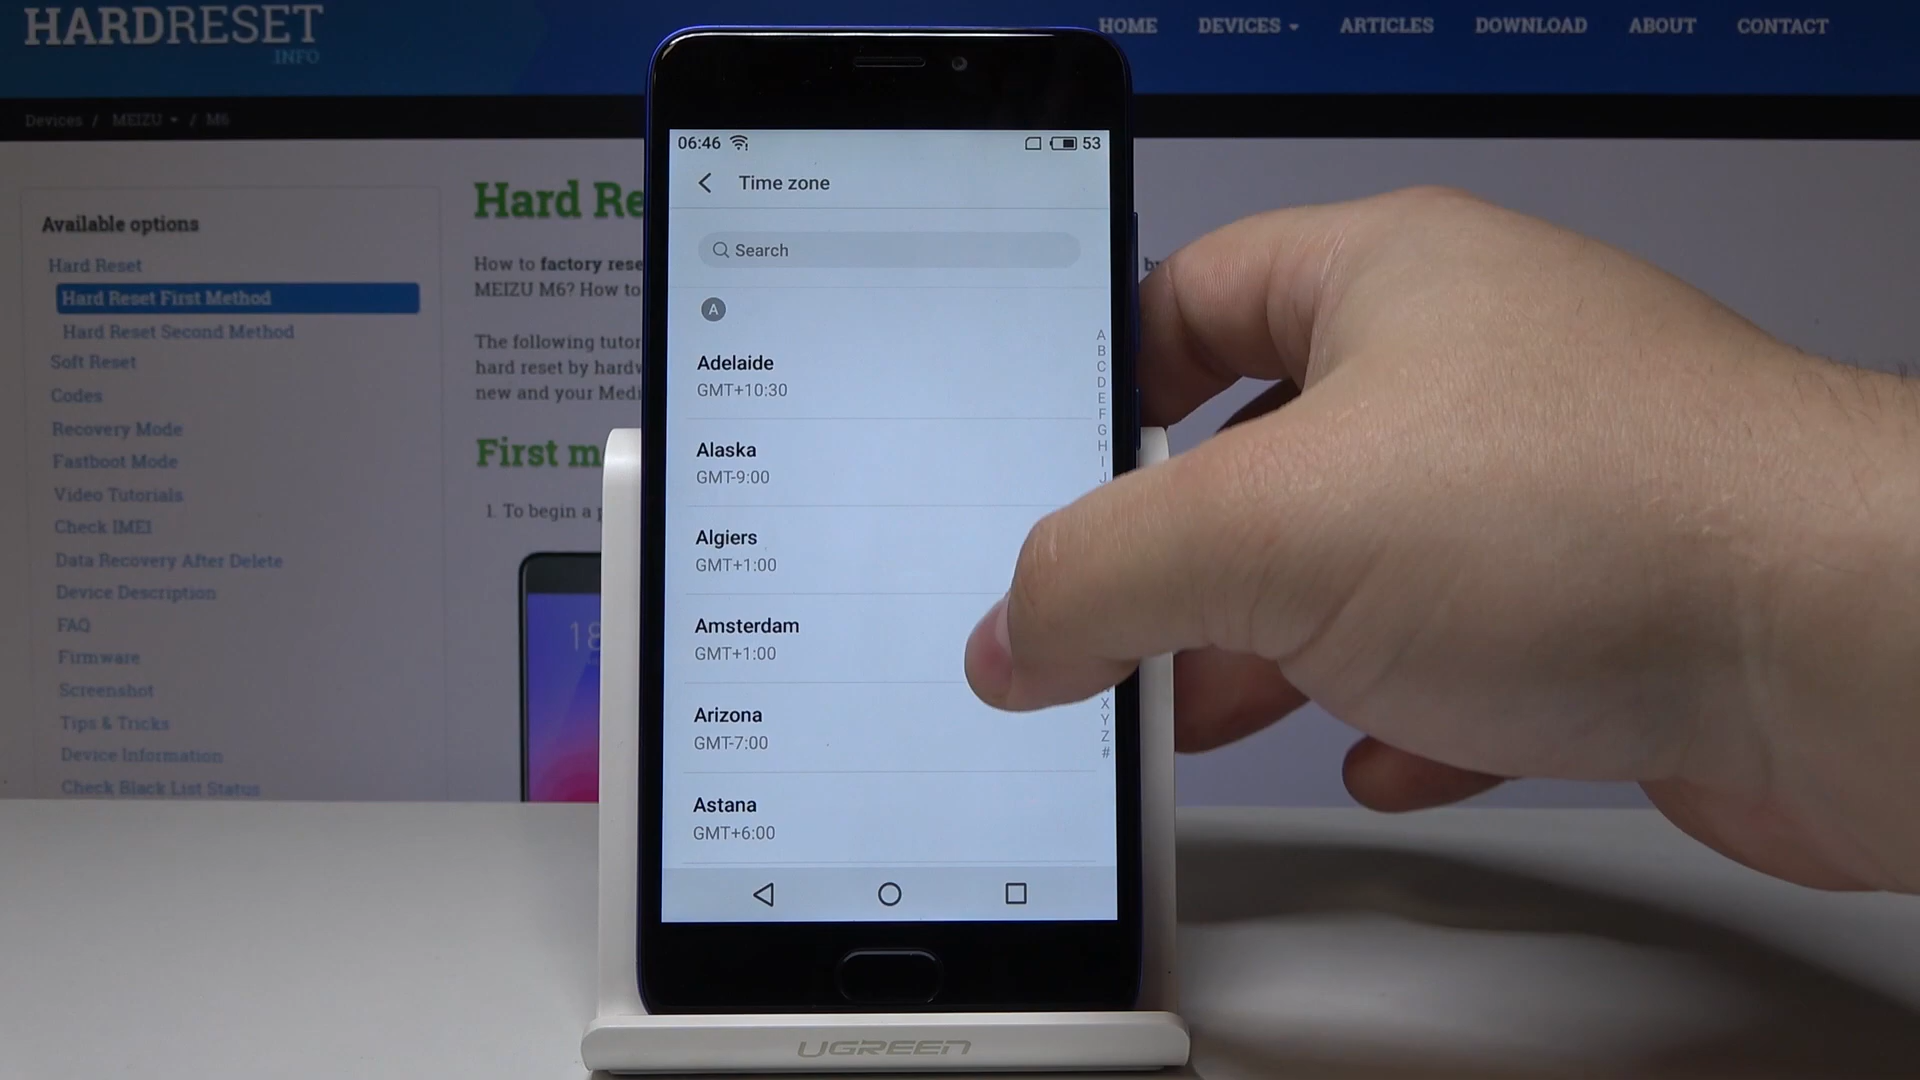 HARDRESET
.INFO
HOME DEVICES ARTICLES DOWNLOAD ABOUT CONTACT
Devices / MEIZU / M6
Available options
Hard Reset
Hard Reset First Method
Hard Reset Second Method
Soft Reset
Codes
Recovery Mode
Fastboot Mode
Video Tutorials
Check IMEI
Data Recovery After Delete
Device Description
FAQ
Firmware
Screenshot
Tips & Tricks
Device Information
Check Black List Status
Hard Re
How to factory rese
MEIZU M6? How to
The following tutor
hard reset by hardw
new and your Medi
First m
1. To begin a p
18
06:46 53
Time zone
Search
A
Adelaide
GMT+10:30
Alaska
GMT-9:00
Algiers
GMT+1:00
Amsterdam
GMT+1:00
Arizona
GMT-7:00
Astana
GMT+6:00
A
B
C
D
E
F
G
H
I
J
X
Y
Z
#
UGREEN